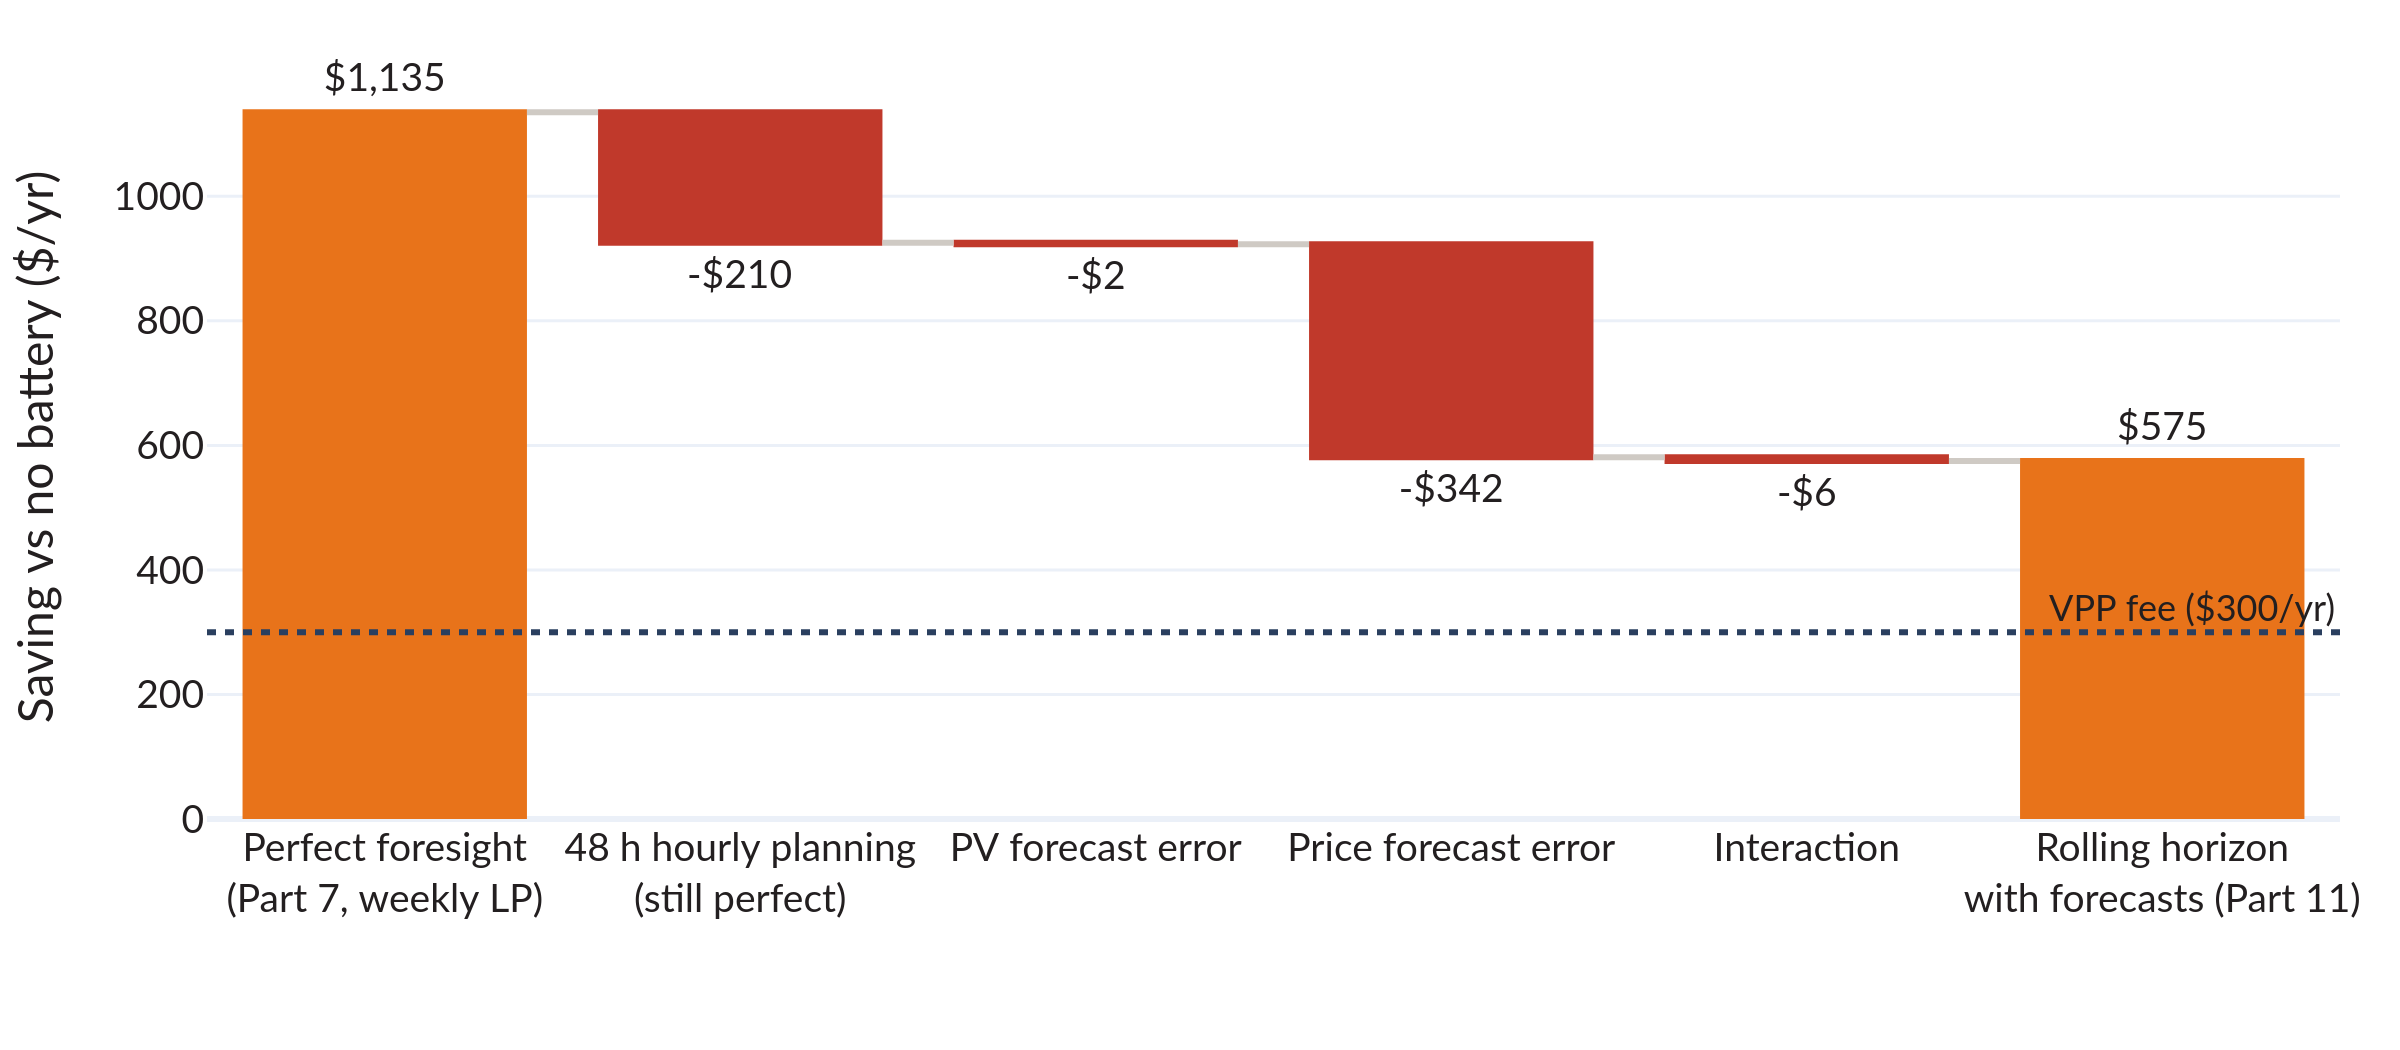 $1,135
Saving vs no battery ($/yr)
1000
800
600
400
200
0
-$210
-$2
-$342
-$6
$575
VPP fee ($300/yr)
Perfect foresight
(Part 7, weekly LP)
48 h hourly planning
(still perfect)
PV forecast error
Price forecast error
Interaction
Rolling horizon
with forecasts (Part 11)